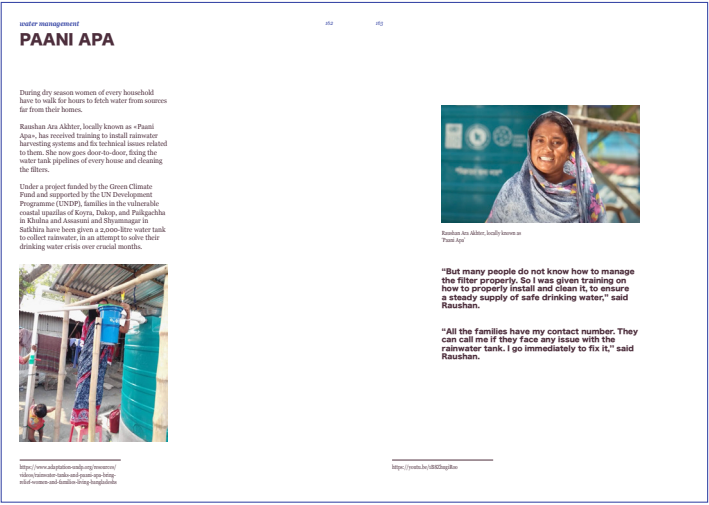 water management
PAANI APA
162
163
During dry season women of every household
have to walk for hours to fetch water from sources
far from their homes.
Raushan Ara Akhter, locally known as «Paani
Apa», has received training to install rainwater
harvesting systems and fix technical issues related
to them. She now goes door-to-door, fixing the
water tank pipelines of every house and cleaning
the filters.
Under a project funded by the Green Climate
Fund and supported by the UN Development
Programme (UNDP), families in the vulnerable
coastal upazilas of Koyra, Dakop, and Paikgachha
in Khulna and Assasuni and Shyamnagar in
Satkhira have been given a 2,000-litre water tank
to collect rainwater, in an attempt to solve their
drinking water crisis over crucial months.
https://www.adaptation-undp.org/resources/
videos/rainwater-tanks-and-paani-apa-bring-
relief-women-and-families-living-bangladeshs
Raushan Ara Akhter, locally known as
'Paani Apa'
“But many people do not know how to manage
the filter properly. So I was given training on
how to properly install and clean it, to ensure
a steady supply of safe drinking water,” said
Raushan.
“All the families have my contact number. They
can call me if they face any issue with the
rainwater tank. I go immediately to fix it,” said
Raushan.